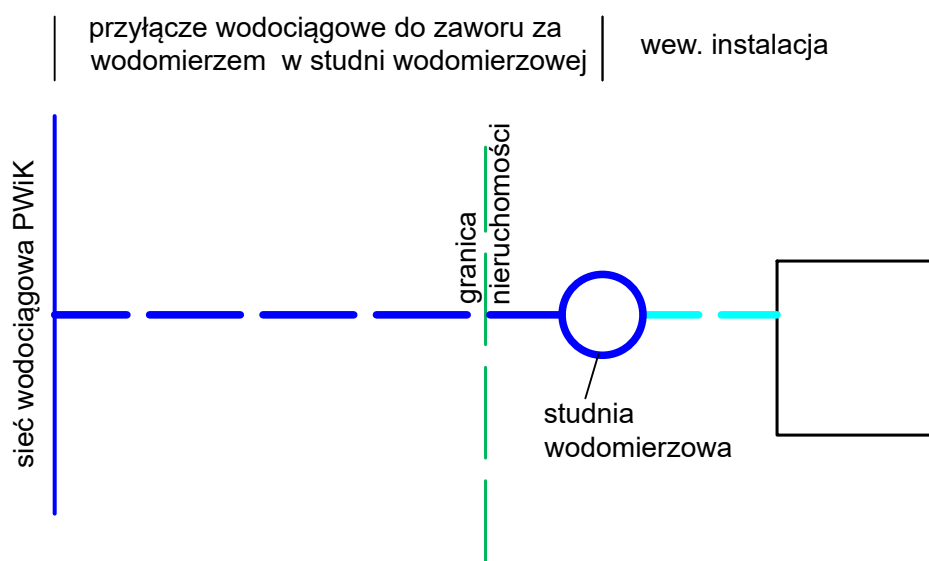 przyłącze wodociągowe do zaworu za
wodomierzem w studni wodomierzowej
wew. instalacja
sieć wodociągowa PWiK
granica
nieruchomości
studnia
wodomierzowa